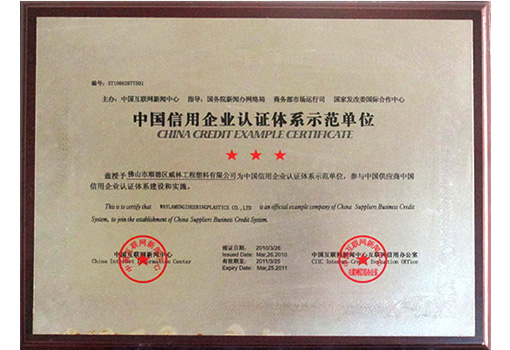 主办：中国互联网新闻中心 指导：国务院新闻办网络局 商务部市场运行司 国家发改委国际合作中心
中国信用企业认证体系示范单位
CHINA CREDIT EXAMPLE CERTIFICATE
兹授予佛山市顺德区威林工程塑料有限公司为中国信用企业认证体系示范单位，参与中国供应商中国
信用企业认证体系建设和实施。
This is to certify that CO.,LTD is an official example company of China Suppliers Business Credit
System, to join the establishment of China Suppliers Business Credit System.
颁证日期： 2010/3/26
中国互联网新闻中心 Issued Date: Mar,26,2010 中国互联网新闻中心互联网信用办公室
China Internet Information Center 有效期至： 2011/3/25 CIIC Internet Credit Evaluation Office
Expiry Date: Mar,25,2011